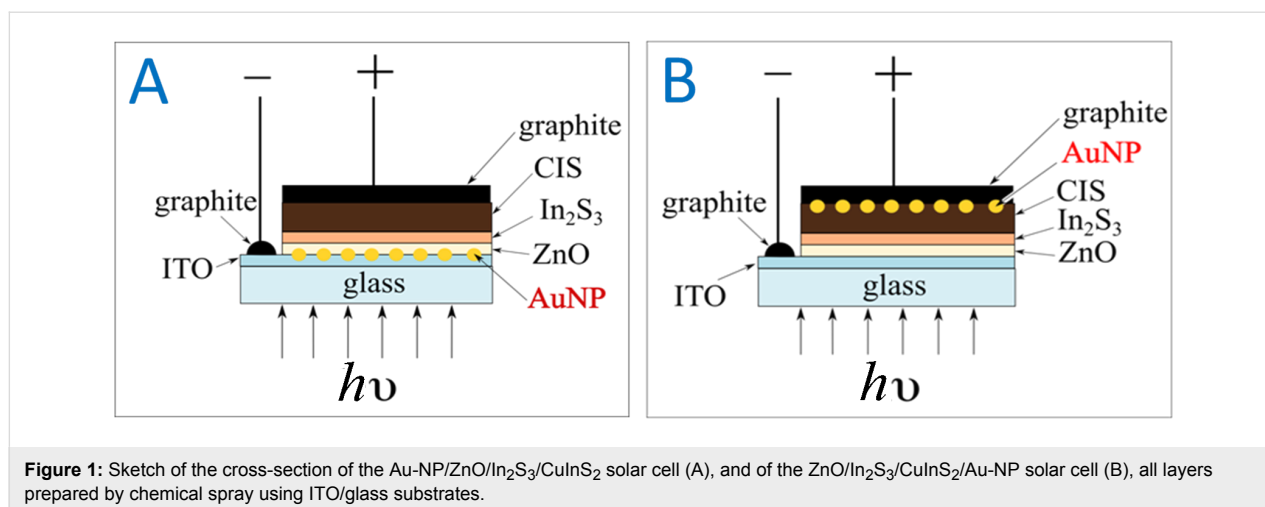 A
− +
graphite
CIS
graphite
In₂S₃
ZnO
ITO
glass
AuNP
hυ
B
− +
graphite
AuNP
CIS
graphite
In₂S₃
ZnO
ITO
glass
hυ
Figure 1: Sketch of the cross-section of the Au-NP/ZnO/In₂S₃/CuInS₂ solar cell (A), and of the ZnO/In₂S₃/CuInS₂/Au-NP solar cell (B), all layers
prepared by chemical spray using ITO/glass substrates.